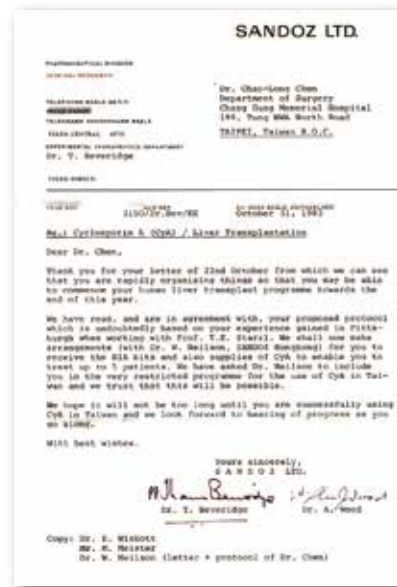 SANDOZ LTD.
PHARMACEUTICAL DIVISION
CLINICAL RESEARCH
Dr. Chao-Long Chen
Department of Surgery
Chang Gung Memorial Hospital
199, Tung HWA North Road
TAIPEI, Taiwan R.O.C.
EXPERIMENTAL THERAPEUTICS DEPARTMENT
Dr. T. Beveridge
October 31, 1983
Re.: Cyclosporin A (CyA) / Liver Transplantation
Dear Dr. Chen,
Thank you for your letter of 22nd October from which we can see
that you are rapidly organising things so that you may be able
to commence your human liver transplant programme towards the
end of this year.
We have read, and are in agreement with, your proposed protocol
which is undoubtedly based on your experience gained in Pitts-
burgh when working with Prof. T.E. Starzl. We shall now make
arrangements (with Dr. W. Neilson, SANDOZ Hongkong) for you to
receive the RIA kits and also supplies of CyA to enable you to
treat up to 5 patients. We have asked Dr. Neilson to include
you in the very restricted programme for the use of CyA in Tai-
wan and we trust that this will be possible.
We hope it will not be too long until you are successfully using
CyA in Taiwan and we look forward to hearing of progress as you
go along.
With best wishes.
Yours sincerely,
SANDOZ LTD.
Dr. T. Beveridge Dr. A. Wood
Copy: Dr. E. Wiskott
Mr. M. Meister
Dr. W. Neilson (letter + protocol of Dr. Chen)